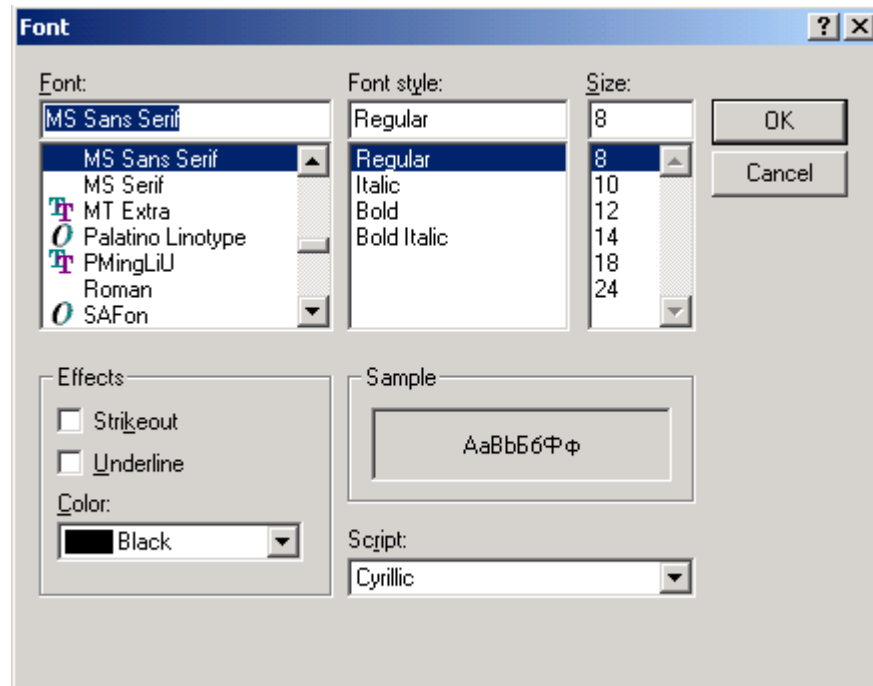 Font
Font:
Font style:
Size:
MS Sans Serif
Regular
8
OK
Cancel
MS Sans Serif
MS Serif
MT Extra
Palatino Linotype
PMingLiU
Roman
SAFon
Regular
Italic
Bold
Bold Italic
8
10
12
14
18
24
Effects
Strikeout
Underline
Color:
Black
Sample
AaBbБбФф
Script:
Cyrillic